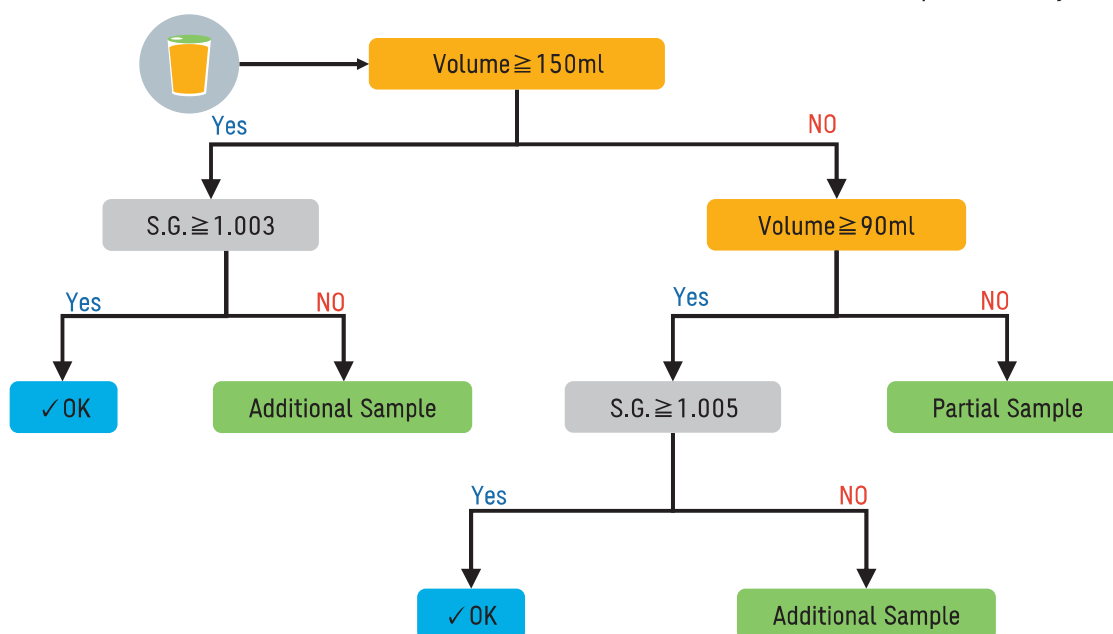 Volume≧150ml
Yes
NO
S.G.≧1.003
Volume≧90ml
Yes
NO
Yes
NO
✓OK
Additional Sample
S.G.≧1.005
Partial Sample
Yes
NO
✓OK
Additional Sample